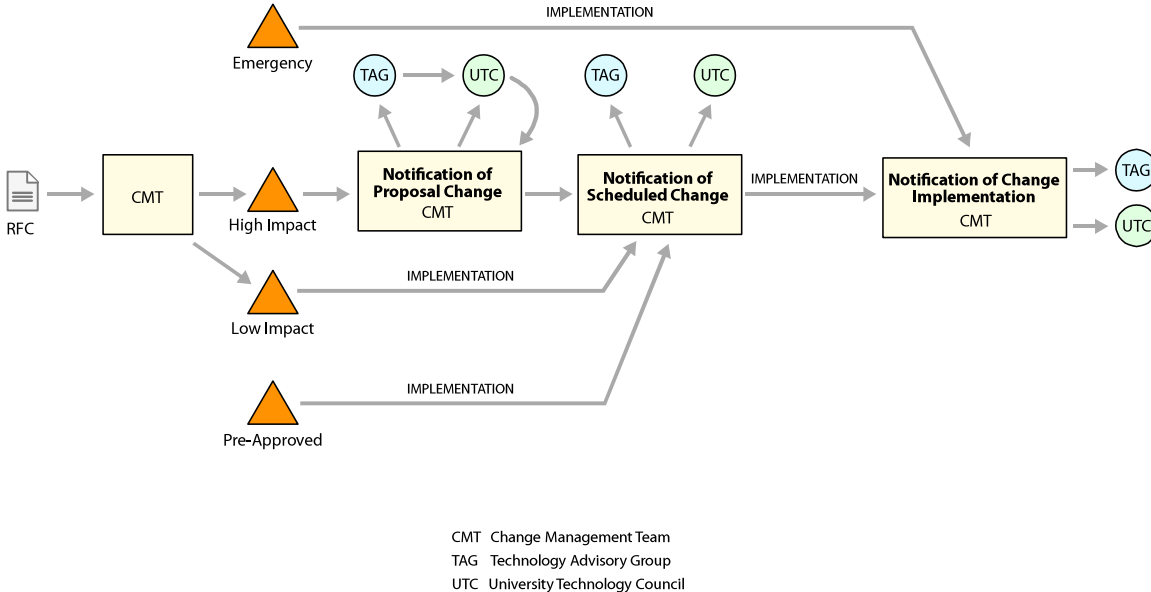 IMPLEMENTATION
Emergency
TAG
UTC
TAG
UTC
RFC
CMT
High Impact
Notification of
Proposal Change
CMT
Notification of
Scheduled Change
CMT
IMPLEMENTATION
Notification of Change
Implementation
CMT
TAG
UTC
IMPLEMENTATION
Low Impact
IMPLEMENTATION
Pre-Approved
CMT Change Management Team
TAG Technology Advisory Group
UTC University Technology Council